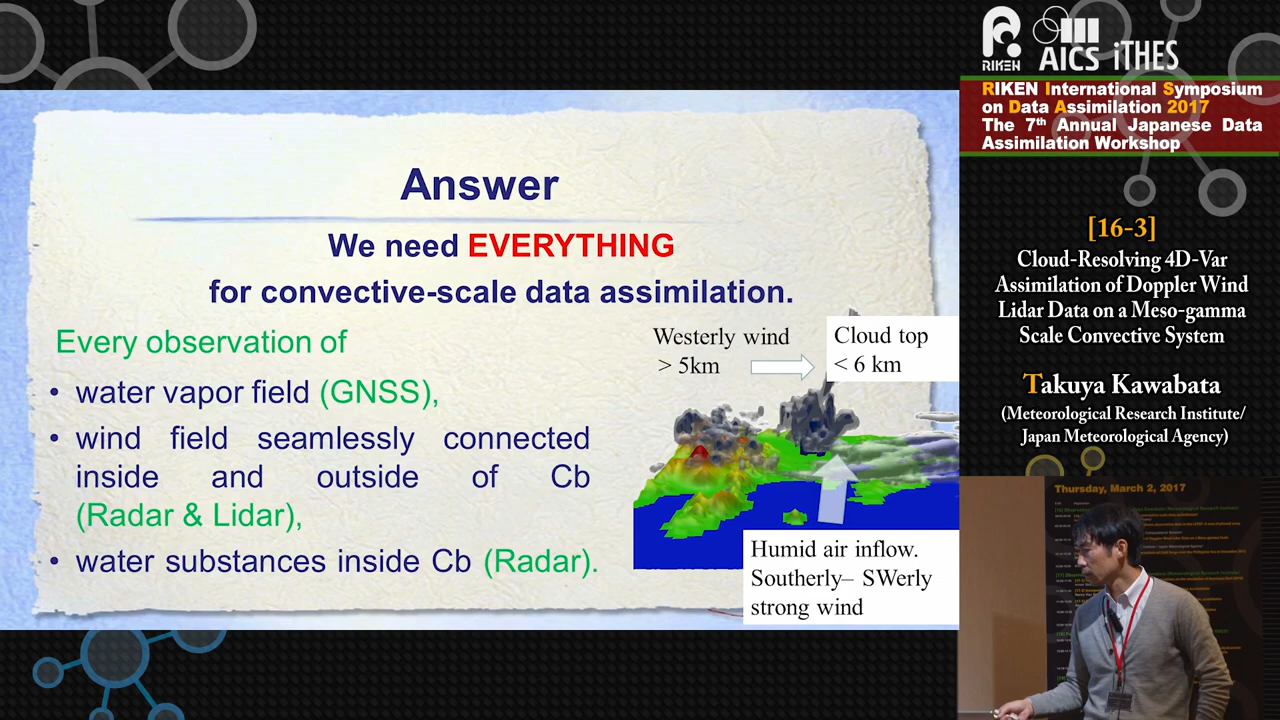 Answer
We need EVERYTHING
for convective-scale data assimilation.
Every observation of
• water vapor field (GNSS),
• wind field seamlessly connected
inside and outside of Cb
(Radar & Lidar),
• water substances inside Cb (Radar).
Westerly wind
> 5km
Cloud top
< 6 km
Humid air inflow.
Southerly– SWerly
strong wind
RIKEN AICS iTHES
RIKEN International Symposium
on Data Assimilation 2017
The 7th Annual Japanese Data
Assimilation Workshop
[16-3]
Cloud-Resolving 4D-Var
Assimilation of Doppler Wind
Lidar Data on a Meso-gamma
Scale Convective System
Takuya Kawabata
(Meteorological Research Institute/
Japan Meteorological Agency)
Thursday, March 2, 2017